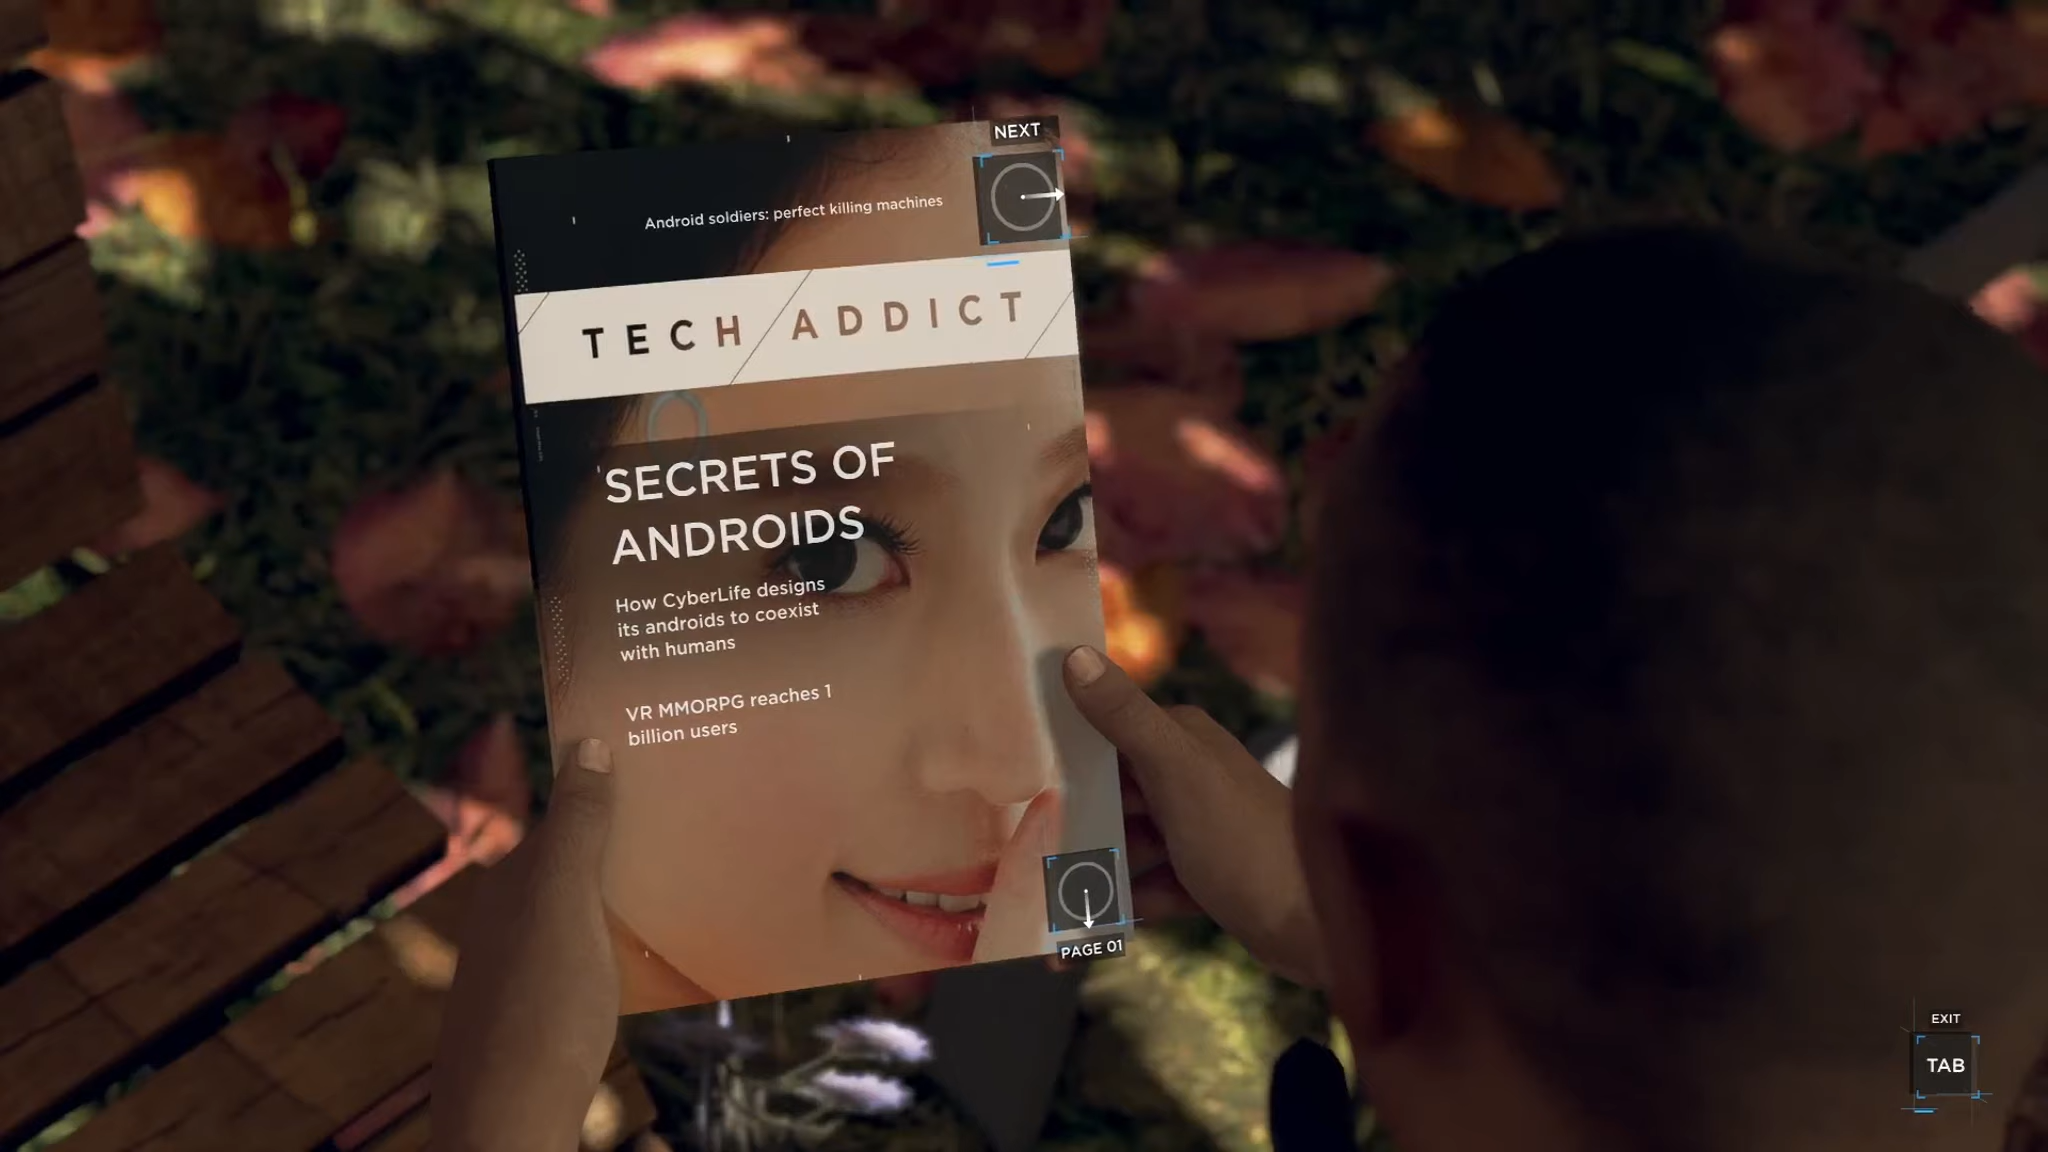 NEXT
Android soldiers: perfect killing machines
TECH ADDICT
SECRETS OF
ANDROIDS
How CyberLife designs
its androids to coexist
with humans
VR MMORPG reaches 1
billion users
PAGE 01
EXIT
TAB